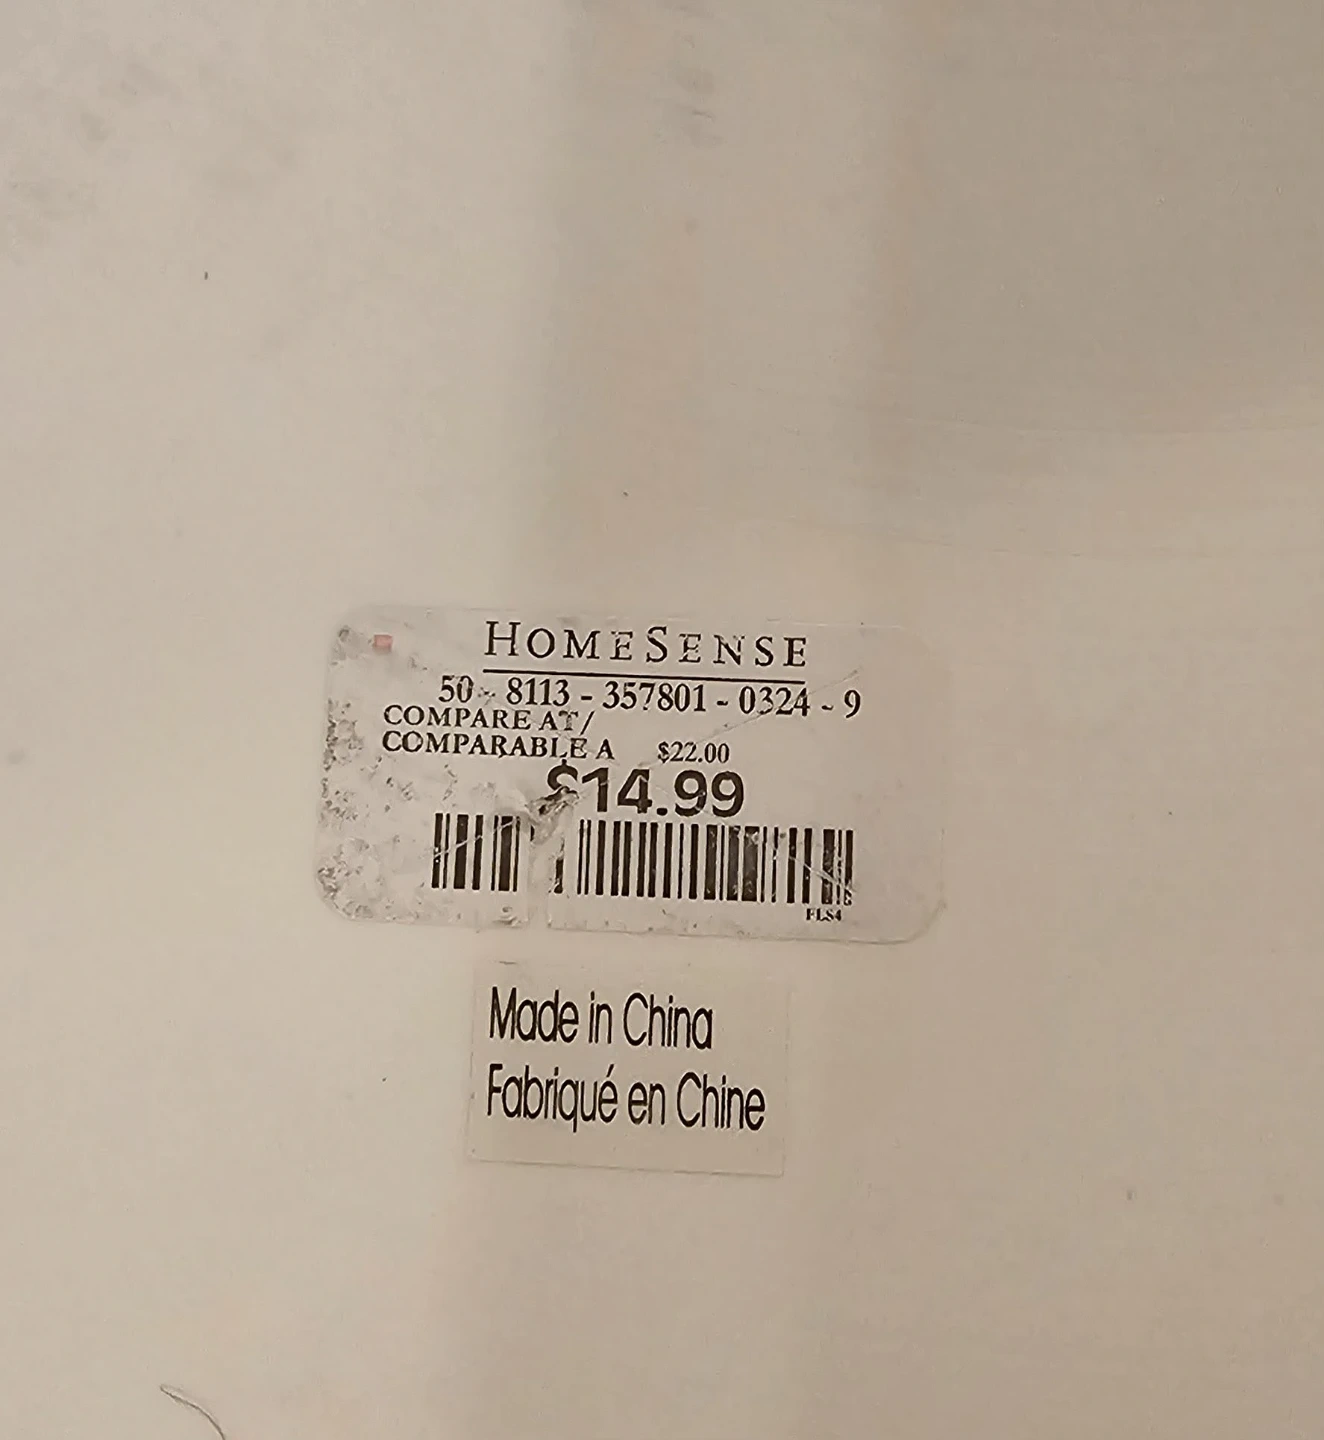 HOMESENSE
50 - 8113 - 357801 - 0324 - 9
COMPARE AT/
COMPARABLE A $22.00
$14.99
FLS4
Made in China
Fabriqué en Chine